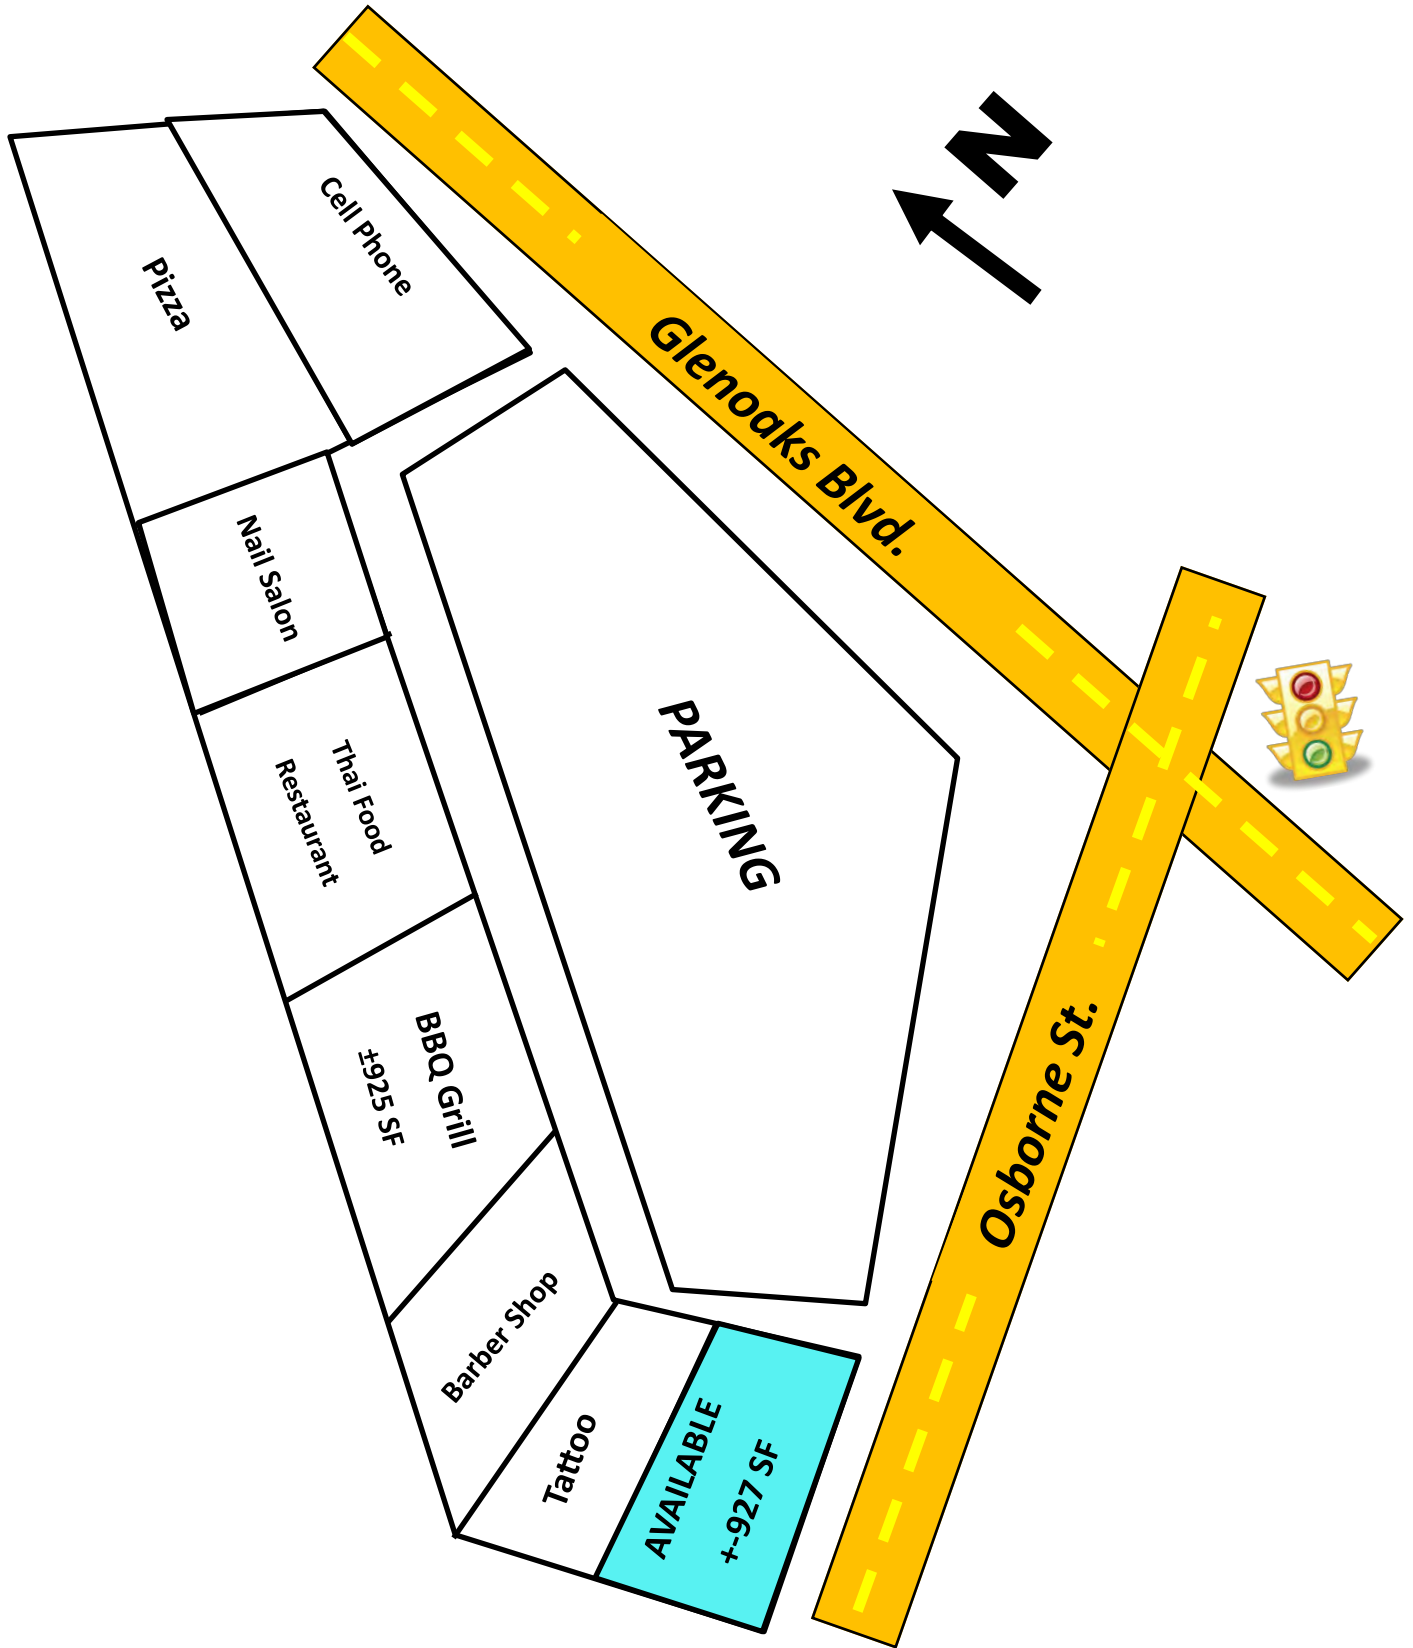 N
Glenoaks Blvd.
Cell Phone
Pizza
Nail Salon
Thai Food
Restaurant
PARKING
BBQ Grill
±925 SF
Osborne St.
Barber Shop
Tattoo
AVAILABLE
+-927 SF